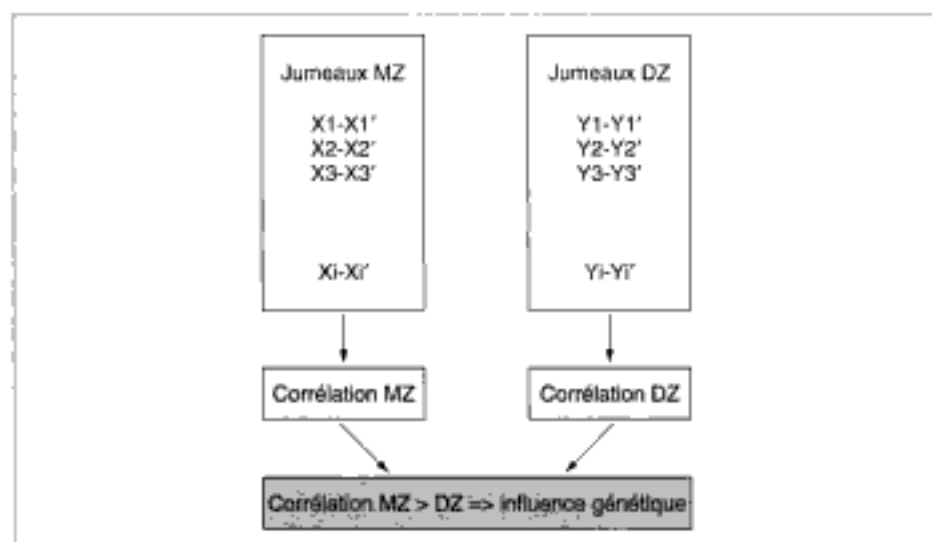 Jumeaux MZ
X1-X1'
X2-X2'
X3-X3'
Xi-Xi'
Jumeaux DZ
Y1-Y1'
Y2-Y2'
Y3-Y3'
Yi-Yi'
Corrélation MZ
Corrélation DZ
Corrélation MZ > DZ => influence génétique